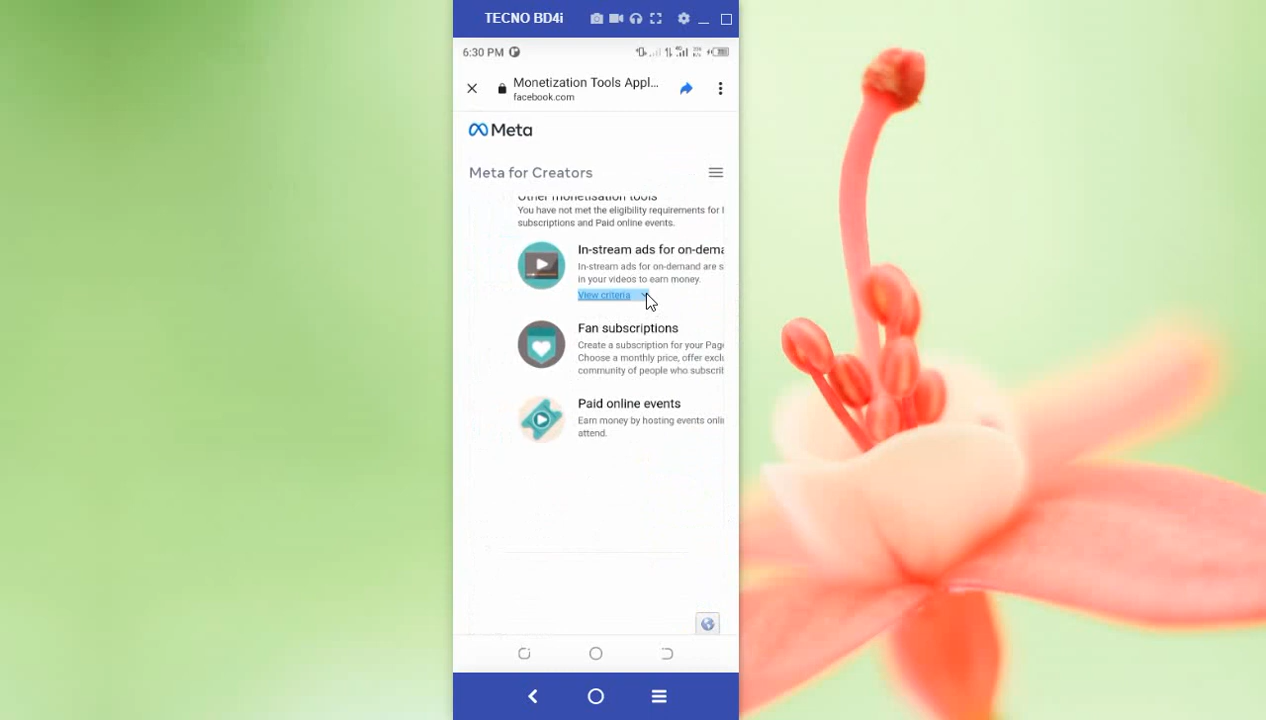 TECNO BD4i
6:30 PM
Monetization Tools Appl...
facebook.com
Meta
Meta for Creators
Other monetisation tools
You have not met the eligibility requirements for
subscriptions and Paid online events.
In-stream ads for on-dema
In-stream ads for on-demand are s
in your videos to earn money.
View criteria
Fan subscriptions
Create a subscription for your Page
Choose a monthly price, offer exclu
community of people who subscrib
Paid online events
Earn money by hosting events onli
attend.